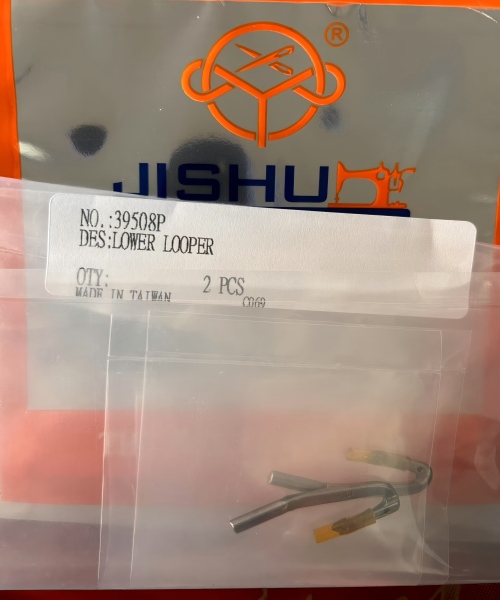 ®
JISHU
NO.:39508P
DES:LOWER LOOPER
QTY: 2 PCS
MADE IN TAIWAN C069